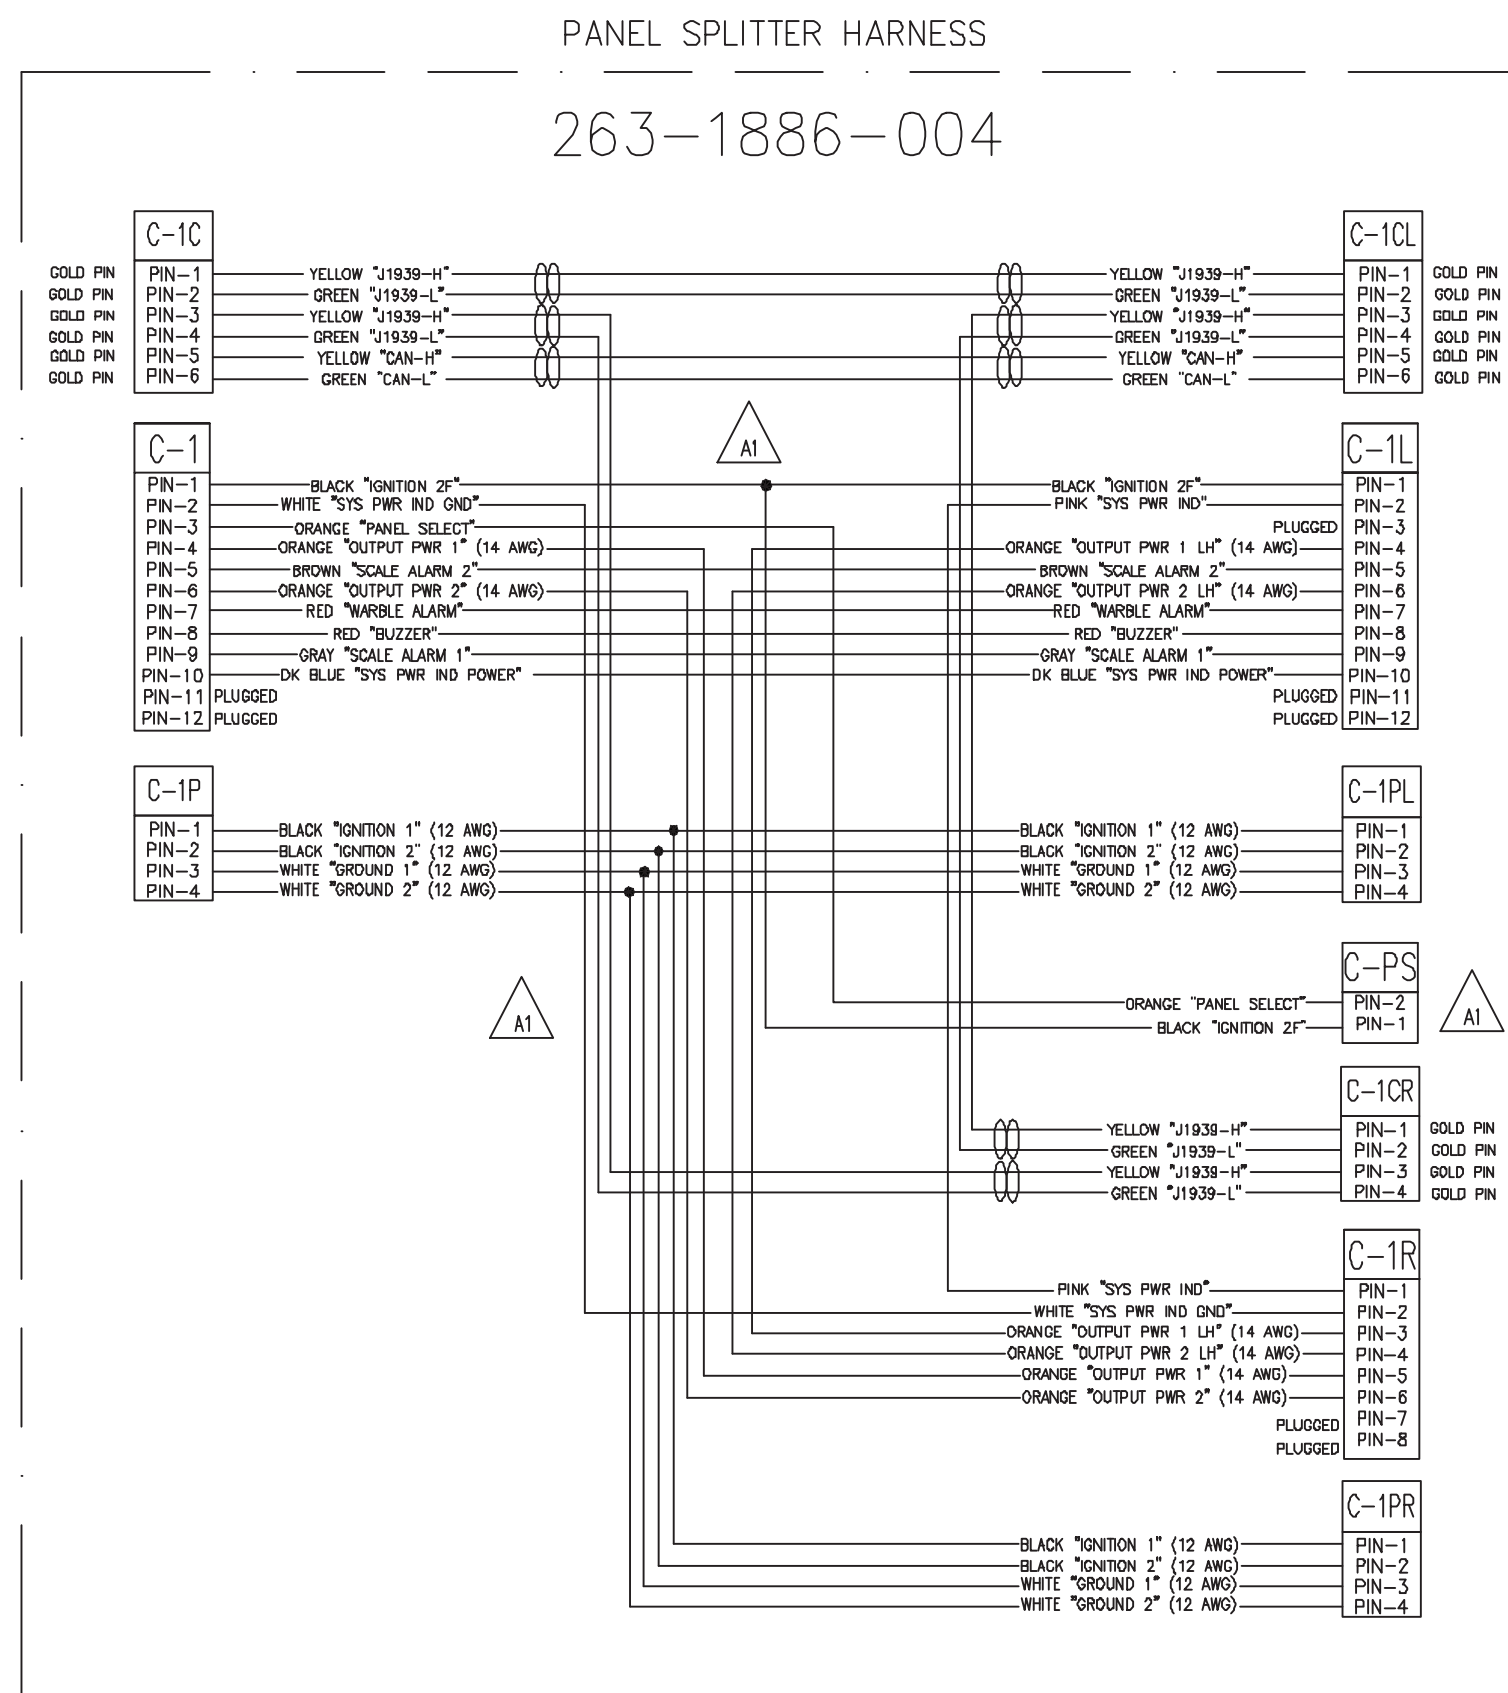 PANEL SPLITTER HARNESS
263-1886-004
C-1C C-1CL
GOLD PIN PIN-1 YELLOW "J1939-H" YELLOW "J1939-H" PIN-1 GOLD PIN
GOLD PIN PIN-2 GREEN "J1939-L" GREEN "J1939-L" PIN-2 GOLD PIN
GOLD PIN PIN-3 YELLOW "J1939-H" YELLOW "J1939-H" PIN-3 GOLD PIN
GOLD PIN PIN-4 GREEN "J1939-L" GREEN "J1939-L" PIN-4 GOLD PIN
GOLD PIN PIN-5 YELLOW "CAN-H" YELLOW "CAN-H" PIN-5 GOLD PIN
GOLD PIN PIN-6 GREEN "CAN-L" GREEN "CAN-L" PIN-6 GOLD PIN
C-1 A1 C-1L
PIN-1 BLACK "IGNITION 2F" BLACK "IGNITION 2F" PIN-1
PIN-2 WHITE "SYS PWR IND GND" PINK "SYS PWR IND" PIN-2
PIN-3 ORANGE "PANEL SELECT" PLUGGED PIN-3
PIN-4 ORANGE "OUTPUT PWR 1" (14 AWG) ORANGE "OUTPUT PWR 1 LH" (14 AWG) PIN-4
PIN-5 BROWN "SCALE ALARM 2" BROWN "SCALE ALARM 2" PIN-5
PIN-6 ORANGE "OUTPUT PWR 2" (14 AWG) ORANGE "OUTPUT PWR 2 LH" (14 AWG) PIN-6
PIN-7 RED "WARBLE ALARM" RED "WARBLE ALARM" PIN-7
PIN-8 RED "BUZZER" RED "BUZZER" PIN-8
PIN-9 GRAY "SCALE ALARM 1" GRAY "SCALE ALARM 1" PIN-9
PIN-10 DK BLUE "SYS PWR IND POWER" DK BLUE "SYS PWR IND POWER" PIN-10
PIN-11 PLUGGED PLUGGED PIN-11
PIN-12 PLUGGED PLUGGED PIN-12
C-1P C-1PL
PIN-1 BLACK "IGNITION 1" (12 AWG) BLACK "IGNITION 1" (12 AWG) PIN-1
PIN-2 BLACK "IGNITION 2" (12 AWG) BLACK "IGNITION 2" (12 AWG) PIN-2
PIN-3 WHITE "GROUND 1" (12 AWG) WHITE "GROUND 1" (12 AWG) PIN-3
PIN-4 WHITE "GROUND 2" (12 AWG) WHITE "GROUND 2" (12 AWG) PIN-4
C-PS
ORANGE "PANEL SELECT" PIN-2
A1 BLACK "IGNITION 2F" PIN-1 A1
C-1CR
YELLOW "J1939-H" PIN-1 GOLD PIN
GREEN "J1939-L" PIN-2 GOLD PIN
YELLOW "J1939-H" PIN-3 GOLD PIN
GREEN "J1939-L" PIN-4 GOLD PIN
C-1R
PINK "SYS PWR IND" PIN-1
WHITE "SYS PWR IND GND" PIN-2
ORANGE "OUTPUT PWR 1 LH" (14 AWG) PIN-3
ORANGE "OUTPUT PWR 2 LH" (14 AWG) PIN-4
ORANGE "OUTPUT PWR 1" (14 AWG) PIN-5
ORANGE "OUTPUT PWR 2" (14 AWG) PIN-6
PLUGGED PIN-7
PLUGGED PIN-8
C-1PR
BLACK "IGNITION 1" (12 AWG) PIN-1
BLACK "IGNITION 2" (12 AWG) PIN-2
WHITE "GROUND 1" (12 AWG) PIN-3
WHITE "GROUND 2" (12 AWG) PIN-4